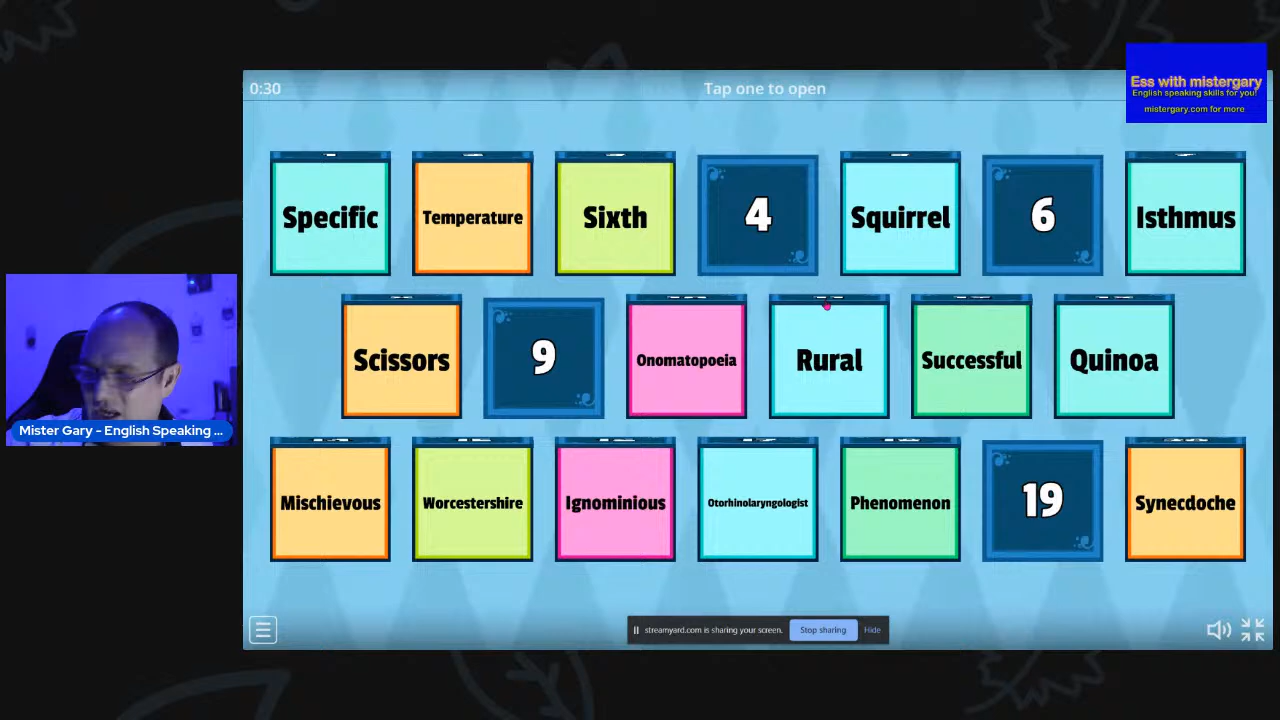 0:30
Tap one to open
Ess with mistergary
English speaking skills for you!
mistergary.com for more
Specific
Temperature
Sixth
4
Squirrel
6
Isthmus
Scissors
9
Onomatopoeia
Rural
Successful
Quinoa
Mister Gary - English Speaking ...
Mischievous
Worcestershire
Ignominious
Otorhinolaryngologist
Phenomenon
19
Synecdoche
streamyard.com is sharing your screen.
Stop sharing
Hide